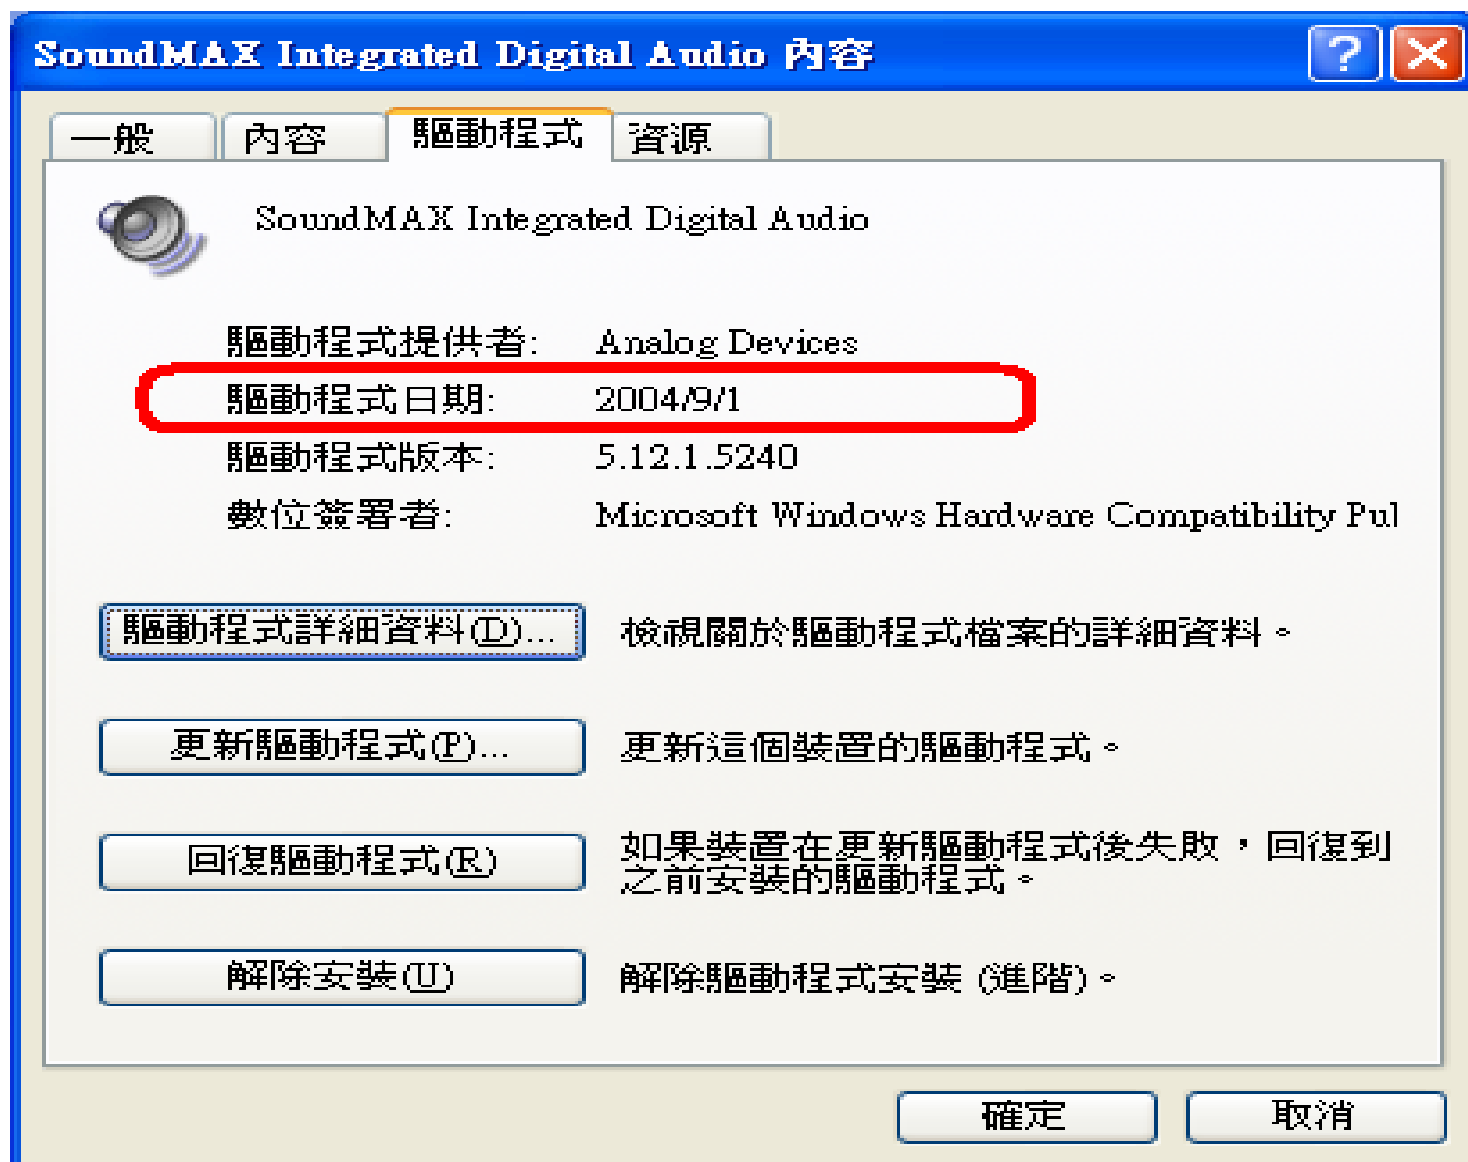 SoundMAX Integrated Digital Audio 內容
一般 內容 驅動程式 資源
SoundMAX Integrated Digital Audio
驅動程式提供者: Analog Devices
驅動程式日期: 2004/9/1
驅動程式版本: 5.12.1.5240
數位簽署者: Microsoft Windows Hardware Compatibility Pul
驅動程式詳細資料(D)... 檢視關於驅動程式檔案的詳細資料。
更新驅動程式(P)... 更新這個裝置的驅動程式。
回復驅動程式(R) 如果裝置在更新驅動程式後失敗，回復到
之前安裝的驅動程式。
解除安裝(U) 解除驅動程式安裝 (進階)。
確定 取消